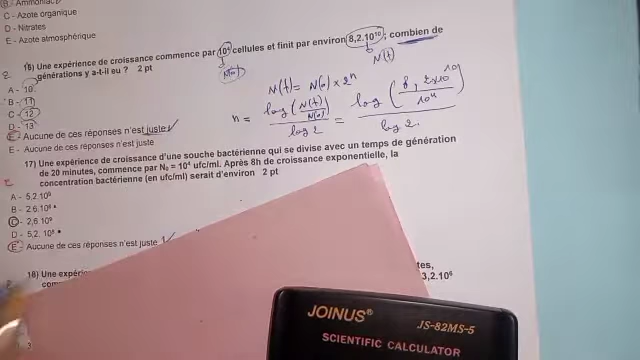 B - Ammoniac
C - Azote organique
D - Nitrates
E - Azote atmosphérique
16) Une expérience de croissance commence par 10⁴ cellules et finit par environ 8,2.10¹⁰, combien de
générations y a-t-il eu ? 2 pt
N(0)
N(t)
A - 10
B - 11
C - 12
D - 13
E - Aucune de ces réponses n'est juste
E - Aucune de ces réponses n'est juste
N(t) = N(0) x 2ⁿ
n = log (N(t)/N(0)) / log 2 = log (8,2x10¹⁰/10⁴) / log 2
17) Une expérience de croissance d'une souche bactérienne qui se divise avec un temps de génération
de 20 minutes, commence par N₀ = 10⁴ ufc/ml. Après 8h de croissance exponentielle, la
concentration bactérienne (en ufc/ml) serait d'environ 2 pt
A - 5,2.10⁹
B - 2,6.10⁸
C - 2,6.10⁹
D - 5,2.10⁸
E - Aucune de ces réponses n'est juste
18) Une
tes,
3,2.10⁶
JOINUS®
JS-82MS-5
SCIENTIFIC CALCULATOR